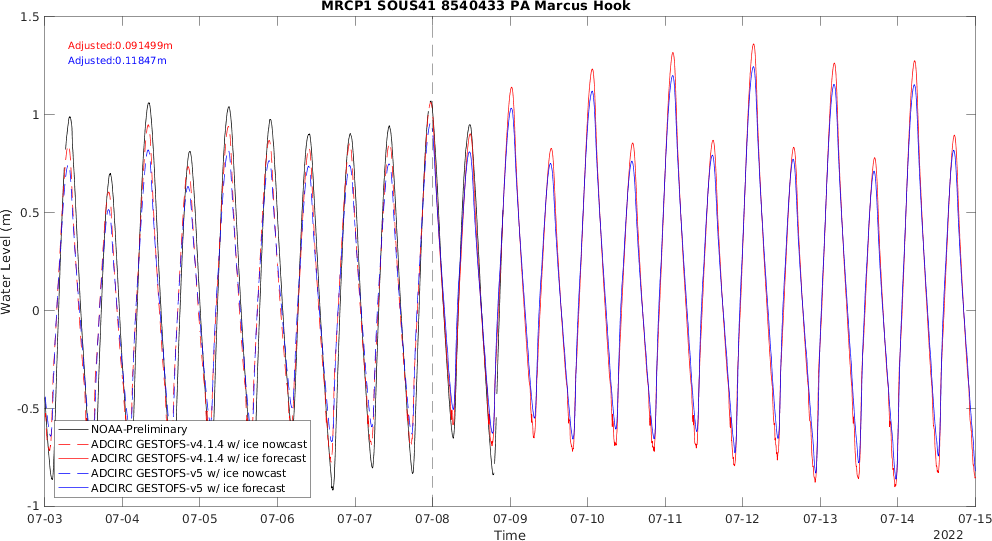 MRCP1 SOUS41 8540433 PA Marcus Hook
1.5
Adjusted:0.091499m
Adjusted:0.11847m
1
0.5
Water Level (m)
0
-0.5
-1
NOAA-Preliminary
ADCIRC GESTOFS-v4.1.4 w/ ice nowcast
ADCIRC GESTOFS-v4.1.4 w/ ice forecast
ADCIRC GESTOFS-v5 w/ ice nowcast
ADCIRC GESTOFS-v5 w/ ice forecast
07-03 07-04 07-05 07-06 07-07 07-08 07-09 07-10 07-11 07-12 07-13 07-14 07-15
Time
2022